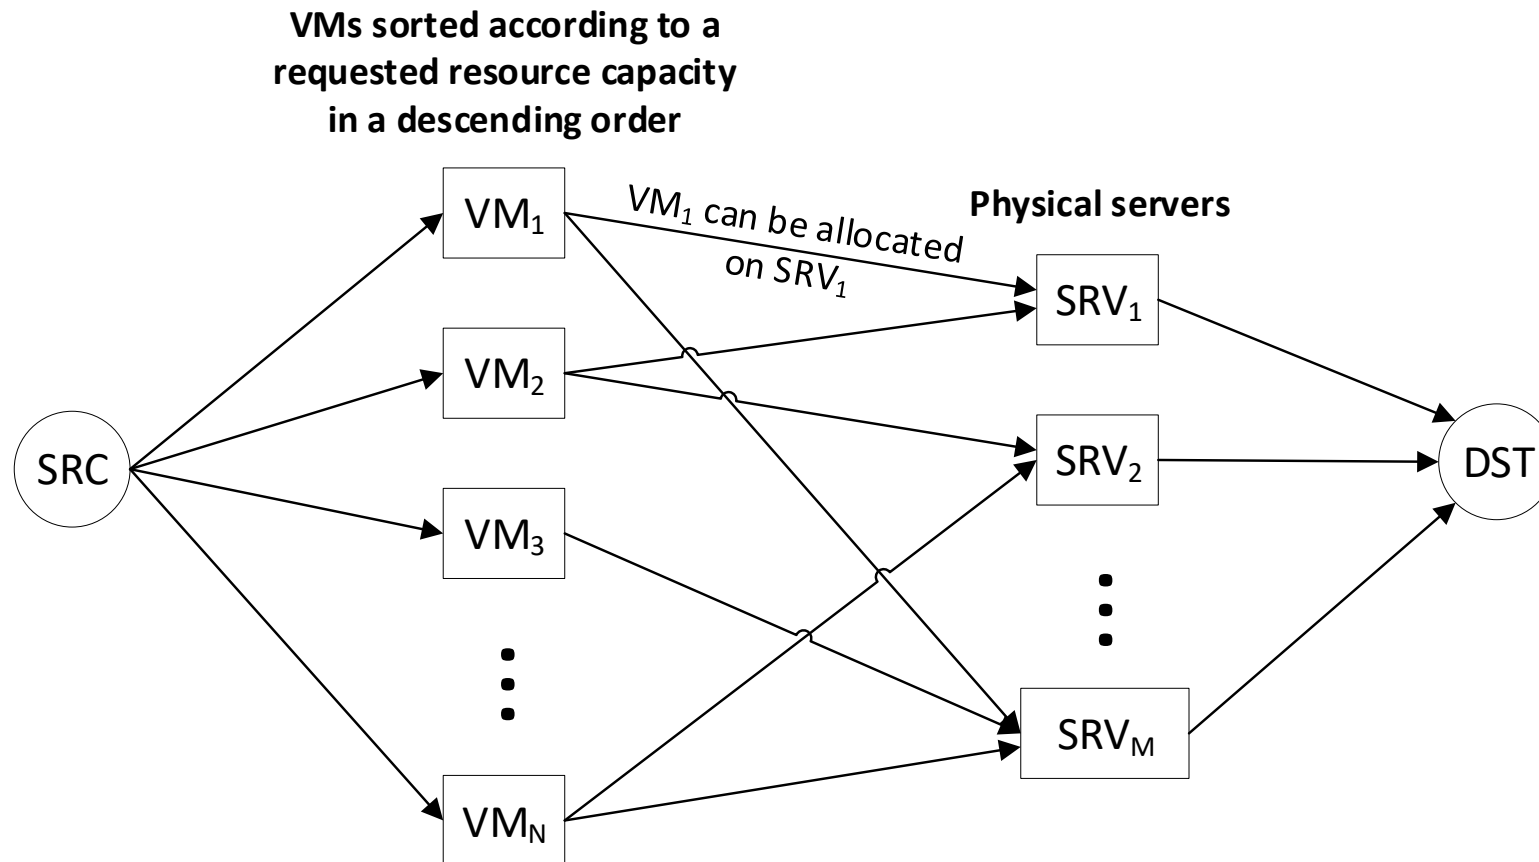 VMs sorted according to a
requested resource capacity
in a descending order
VM1
VM1 can be allocated
on SRV1
Physical servers
SRV1
VM2
SRV2
SRC
DST
VM3
SRVM
VMN